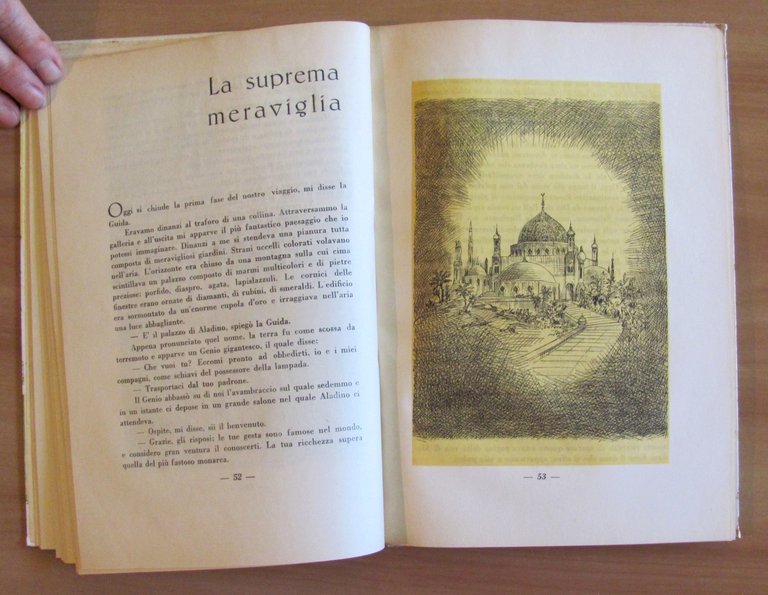 La suprema
meraviglia
Oggi si chiude la prima fase del nostro viaggio, mi disse la
Guida.
Eravamo dinanzi al traforo di una collina. Attraversammo la
galleria e all'uscita mi apparve il più fantastico paesaggio che io
potessi immaginare. Dinanzi a me si stendeva una pianura tutta
composta di meravigliosi giardini. Strani uccelli colorati volavano
nell'aria. L'orizzonte era chiuso da una montagna sulla cui cima
scintillava un palazzo composto di marmi multicolori e di pietre
preziose: porfido, diaspro, agata, lapislazzuli. Le cornici delle
finestre erano ornate di diamanti, di rubini, di smeraldi. L'edificio
era sormontato da un'enorme cupola d'oro e irraggiava nell'aria
una luce abbagliante.
— E' il palazzo di Aladino, spiegò la Guida.
Appena pronunciato quel nome, la terra fu come scossa da
terremoto e apparve un Genio gigantesco, il quale disse:
— Che vuoi tu? Eccomi pronto ad obbedirti, io e i miei
compagni, come schiavi del possessore della lampada.
— Trasportaci dal tuo padrone.
Il Genio abbassò su di noi l'avambraccio sul quale sedemmo e
in un istante ci depose in un grande salone nel quale Aladino ci
attendeva.
— Ospite, mi disse, sii il benvenuto.
— Grazie, gli risposi; le tue gesta sono famose nel mondo,
e considero gran ventura il conoscerti. La tua ricchezza supera
quella del più fastoso monarca.
— 52 —
— 53 —